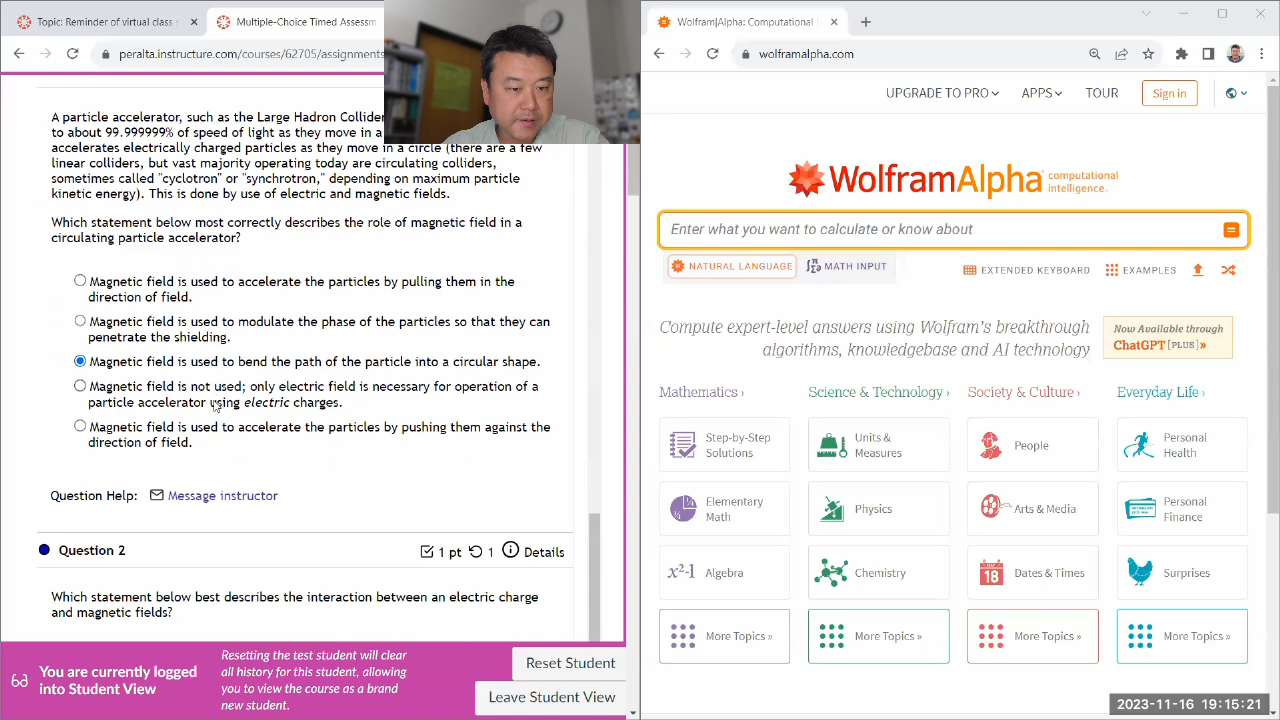 Topic: Reminder of virtual class s
Multiple-Choice Timed Assessm
peralta.instructure.com/courses/62705/assignments
A particle accelerator, such as the Large Hadron Collider
to about 99.999999% of speed of light as they move in a
accelerates electrically charged particles as they move in a circle (there are a few
linear colliders, but vast majority operating today are circulating colliders,
sometimes called "cyclotron" or "synchrotron," depending on maximum particle
kinetic energy). This is done by use of electric and magnetic fields.
Which statement below most correctly describes the role of magnetic field in a
circulating particle accelerator?
Magnetic field is used to accelerate the particles by pulling them in the
direction of field.
Magnetic field is used to modulate the phase of the particles so that they can
penetrate the shielding.
Magnetic field is used to bend the path of the particle into a circular shape.
Magnetic field is not used; only electric field is necessary for operation of a
particle accelerator using electric charges.
Magnetic field is used to accelerate the particles by pushing them against the
direction of field.
Question Help: Message instructor
Question 2
1 pt 1 Details
Which statement below best describes the interaction between an electric charge
and magnetic fields?
You are currently logged
into Student View
Resetting the test student will clear
all history for this student, allowing
you to view the course as a brand
new student.
Reset Student
Leave Student View
Wolfram|Alpha: Computational
wolframalpha.com
UPGRADE TO PRO APPS TOUR Sign in
WolframAlpha computational
intelligence.
Enter what you want to calculate or know about
NATURAL LANGUAGE MATH INPUT EXTENDED KEYBOARD EXAMPLES
Compute expert-level answers using Wolfram's breakthrough
algorithms, knowledgebase and AI technology
Now Available through
ChatGPT [PLUS] »
Mathematics › Science & Technology › Society & Culture › Everyday Life ›
Step-by-Step
Solutions
Units &
Measures
People
Personal
Health
Elementary
Math
Physics
Arts & Media
Personal
Finance
x²-1 Algebra
Chemistry
18 Dates & Times
Surprises
More Topics » More Topics » More Topics » More Topics »
2023-11-16 19:15:21